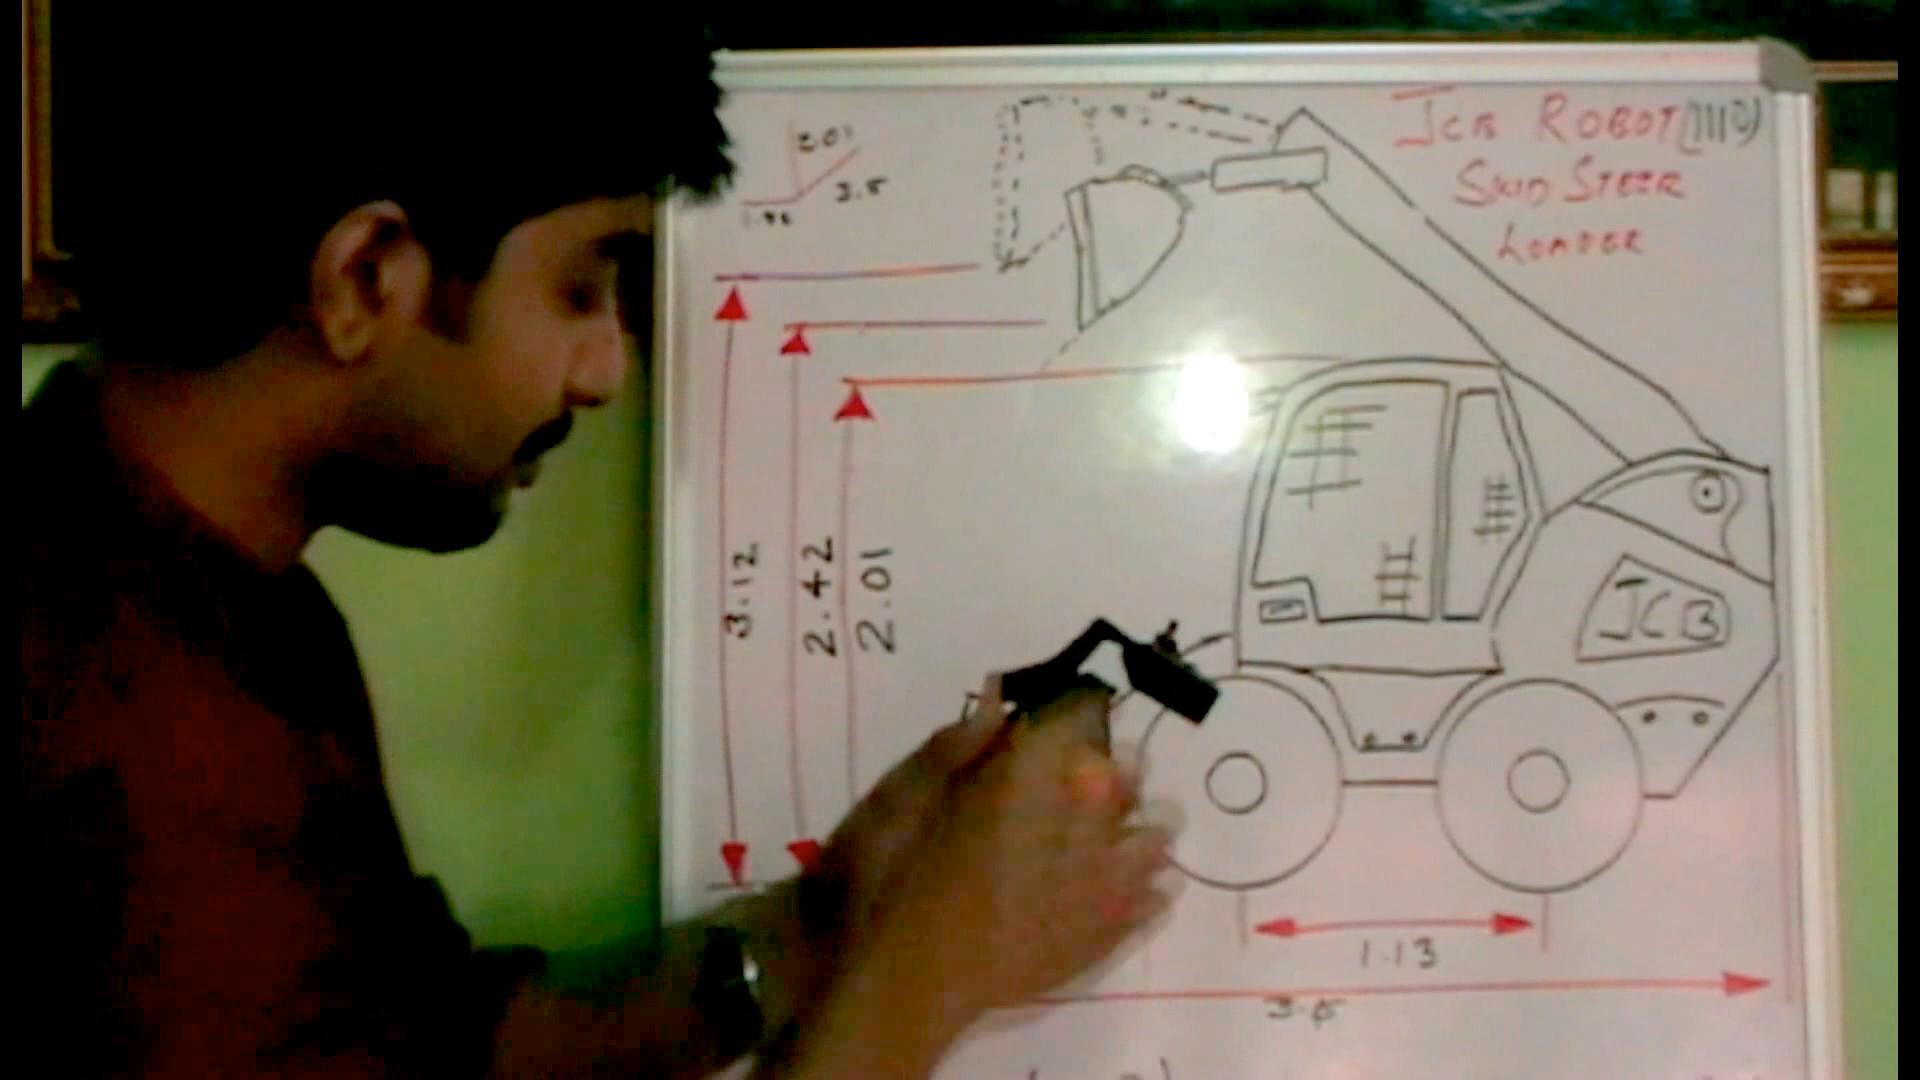 JCB ROBOT (1110)
SKID STEER
LOADER
2.01
3.5
3.12
2.42
2.01
JCB
1.13
3.5